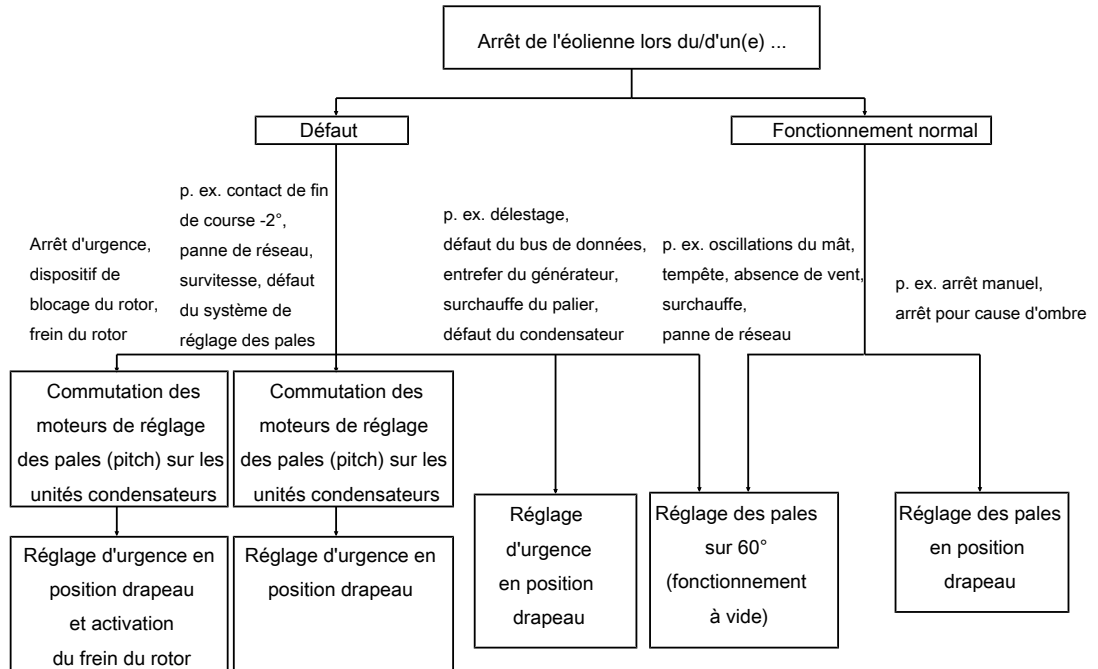 Arrêt de l'éolienne lors du/d'un(e) ...
Défaut
Fonctionnement normal
Arrêt d'urgence,
dispositif de
blocage du rotor,
frein du rotor
p. ex. contact de fin
de course -2°,
panne de réseau,
survitesse, défaut
du système de
réglage des pales
p. ex. délestage,
défaut du bus de données,
entrefer du générateur,
surchauffe du palier,
défaut du condensateur
p. ex. oscillations du mât,
tempête, absence de vent,
surchauffe,
panne de réseau
p. ex. arrêt manuel,
arrêt pour cause d'ombre
Commutation des
moteurs de réglage
des pales (pitch) sur les
unités condensateurs
Commutation des
moteurs de réglage
des pales (pitch) sur les
unités condensateurs
Réglage d'urgence en
position drapeau
et activation
du frein du rotor
Réglage d'urgence en
position drapeau
Réglage
d'urgence
en position
drapeau
Réglage des pales
sur 60°
(fonctionnement
à vide)
Réglage des pales
en position
drapeau